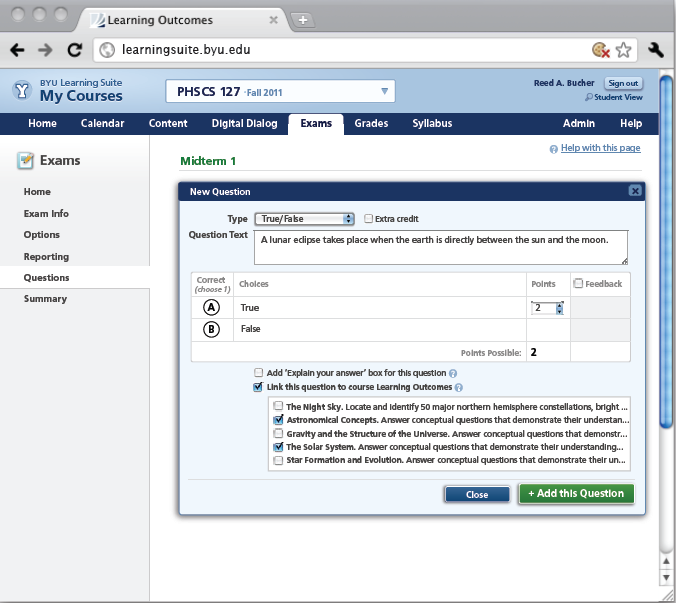 Learning Outcomes
learningsuite.byu.edu
BYU Learning Suite
My Courses
PHSCS 127 - Fall 2011
Reed A. Bucher
Sign out
Student View
Home Calendar Content Digital Dialog Exams Grades Syllabus Admin Help
Exams
Home
Exam Info
Options
Reporting
Questions
Summary
Help with this page
Midterm 1
New Question
Type True/False Extra credit
Question Text A lunar eclipse takes place when the earth is directly between the sun and the moon.
Correct (choose 1) Choices Points Feedback
A True 2
B False
Points Possible: 2
Add 'Explain your answer' box for this question
Link this question to course Learning Outcomes
The Night Sky. Locate and identify 50 major northern hemisphere constellations, bright ...
Astronomical Concepts. Answer conceptual questions that demonstrate their understan...
Gravity and the Structure of the Universe. Answer conceptual questions that demonstr...
The Solar System. Answer conceptual questions that demonstrate their understanding...
Star Formation and Evolution. Answer conceptual questions that demonstrate their un...
Close + Add this Question